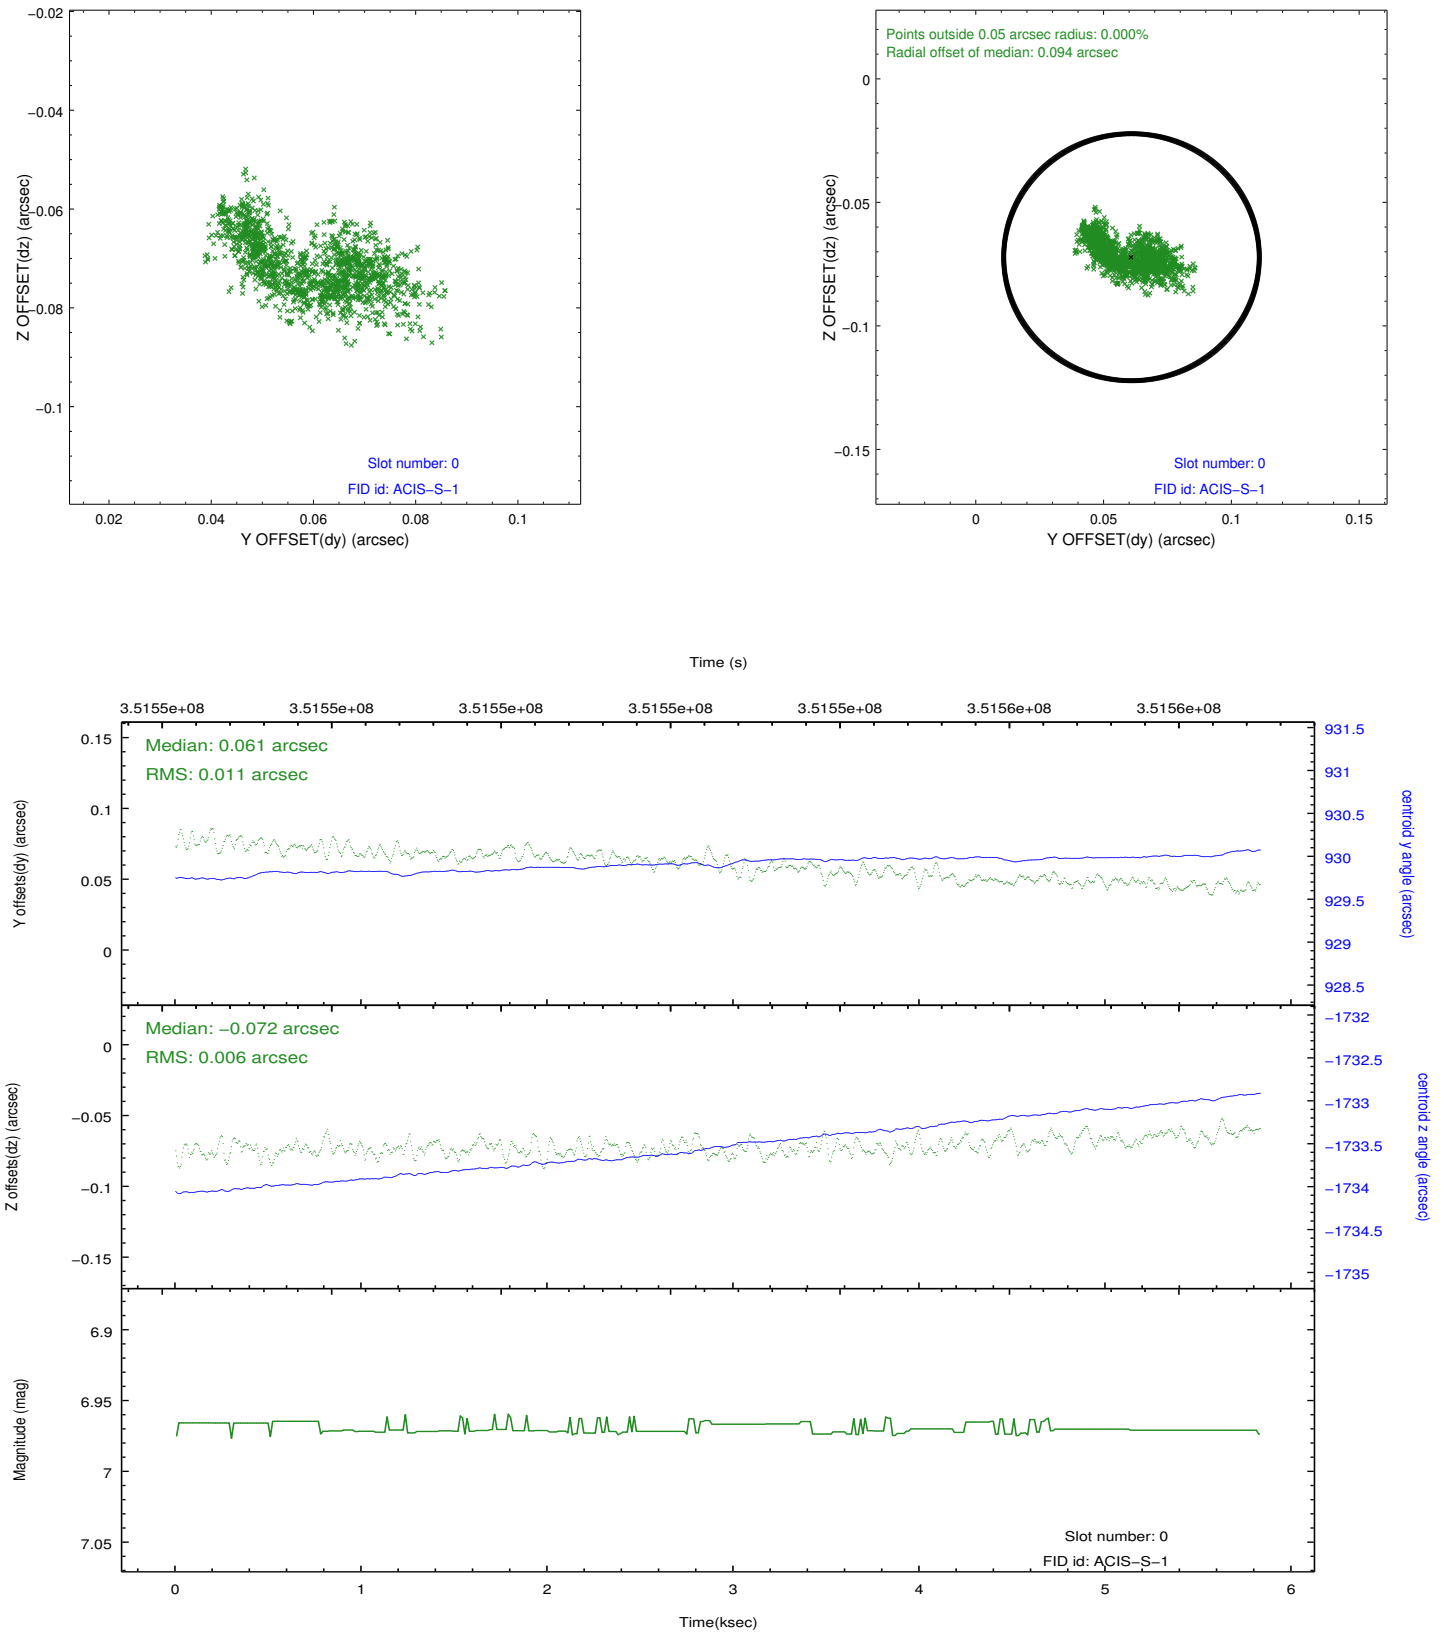 −0.02
−0.04
−0.06
−0.08
−0.1
Z OFFSET(dz) (arcsec)
Slot number: 0
FID id: ACIS−S−1
0.02 0.04 0.06 0.08 0.1
Y OFFSET(dy) (arcsec)
Points outside 0.05 arcsec radius: 0.000%
Radial offset of median: 0.094 arcsec
0
−0.05
−0.1
−0.15
Z OFFSET(dz) (arcsec)
Slot number: 0
FID id: ACIS−S−1
0 0.05 0.1 0.15
Y OFFSET(dy) (arcsec)
Time (s)
3.5155e+08 3.5155e+08 3.5155e+08 3.5155e+08 3.5155e+08 3.5156e+08 3.5156e+08
Median: 0.061 arcsec
RMS: 0.011 arcsec
0.15
0.1
0.05
0
Y offsets(dy) (arcsec)
931.5
931
930.5
930
929.5
929
928.5
centroid y angle (arcsec)
Median: −0.072 arcsec
RMS: 0.006 arcsec
0
−0.05
−0.1
−0.15
Z offsets(dz) (arcsec)
−1732
−1732.5
−1733
−1733.5
−1734
−1734.5
−1735
centroid z angle (arcsec)
6.9
6.95
7
7.05
Magnitude (mag)
Slot number: 0
FID id: ACIS−S−1
0 1 2 3 4 5 6
Time(ksec)